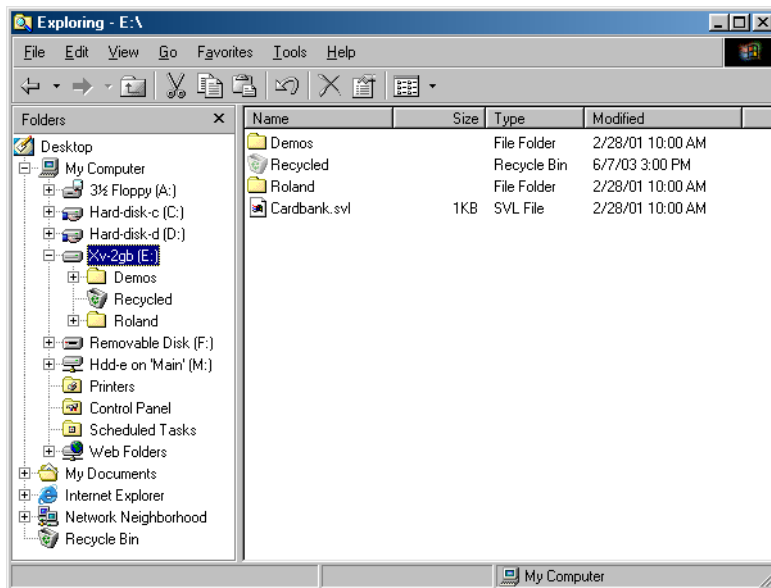 Exploring - E:\
File Edit View Go Favorites Tools Help
Folders
Name Size Type Modified
Desktop
My Computer
3½ Floppy (A:)
Hard-disk-c (C:)
Hard-disk-d (D:)
Xv-2gb (E:)
Demos
Recycled
Roland
Removable Disk (F:)
Hdd-e on 'Main' (M:)
Printers
Control Panel
Scheduled Tasks
Web Folders
My Documents
Internet Explorer
Network Neighborhood
Recycle Bin
Demos File Folder 2/28/01 10:00 AM
Recycled Recycle Bin 6/7/03 3:00 PM
Roland File Folder 2/28/01 10:00 AM
Cardbank.svl 1KB SVL File 2/28/01 10:00 AM
My Computer